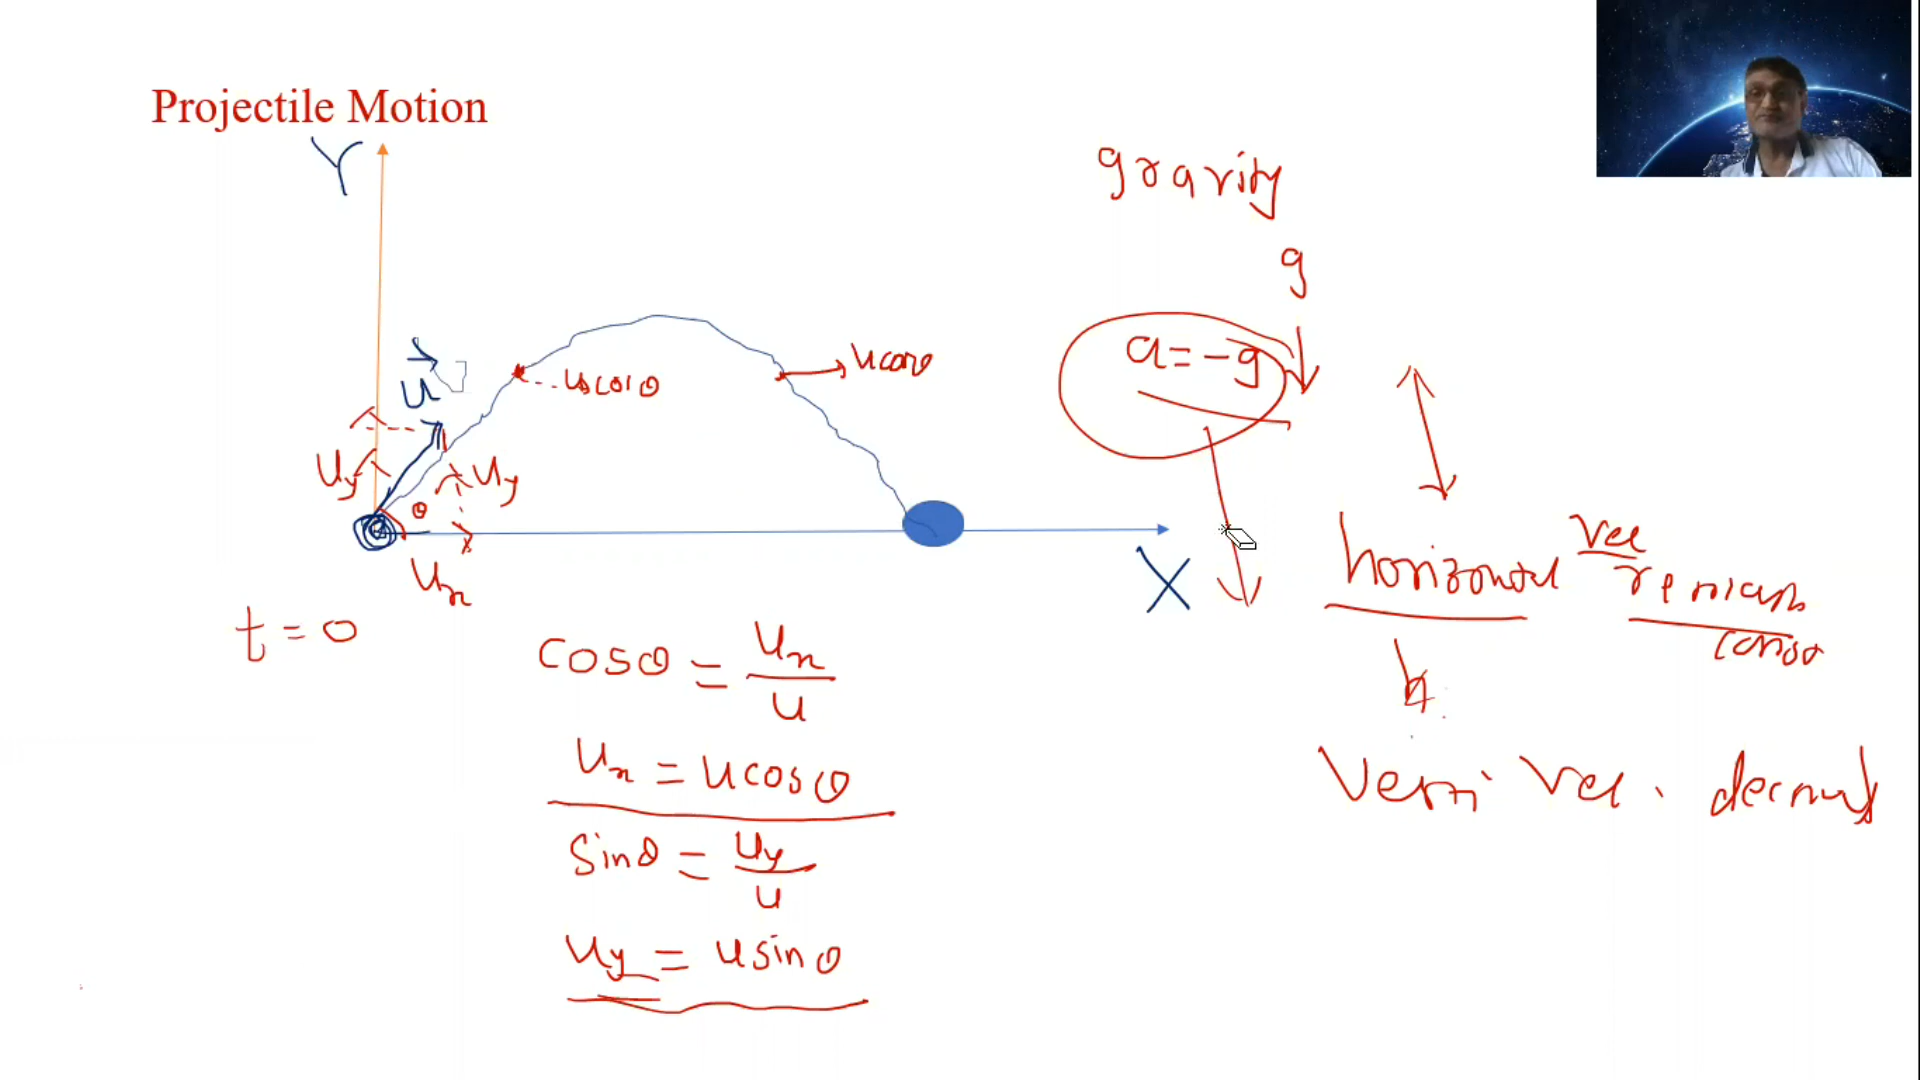 Projectile Motion
Y
gravity
g
a = -g
u
ucosθ
ucosθ
Uy
Uy
θ
Ux
X
t = 0
horizontal vel
remains
cosθ = Ux / u
Ux = ucosθ
Sinθ = Uy / u
Uy = usinθ
Verti Vel.